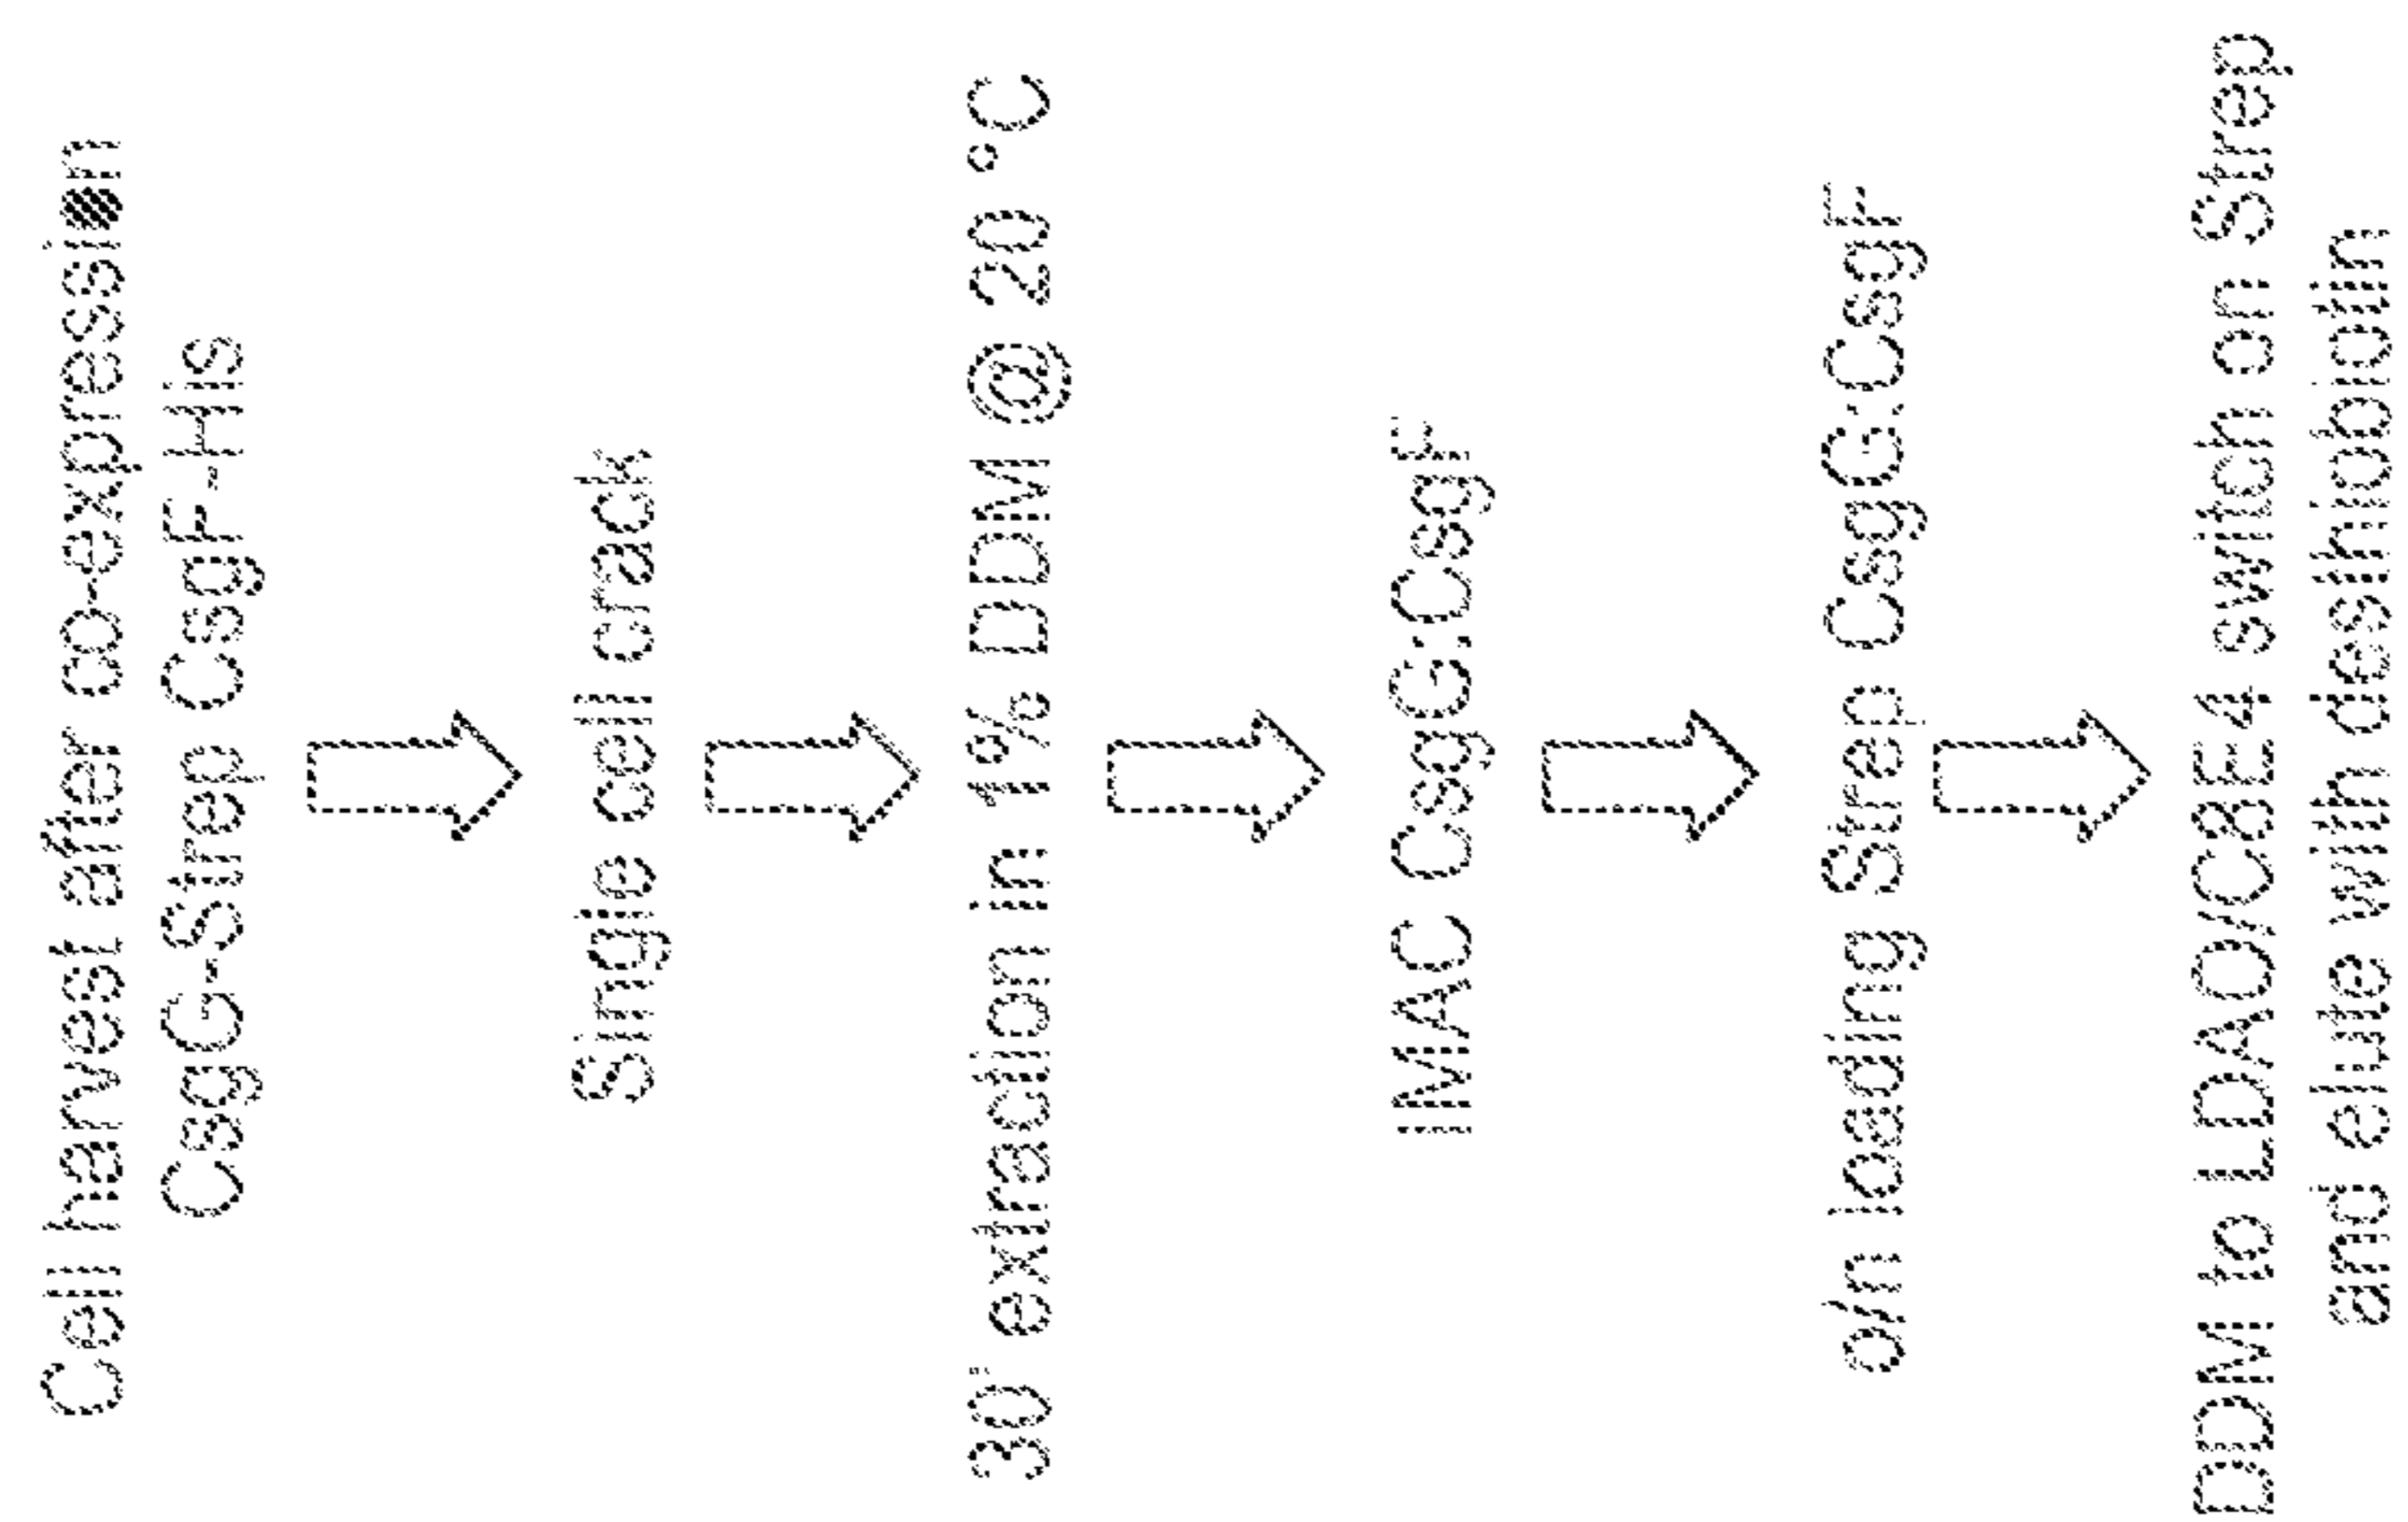 Cell harvest after co-expression
CsgG-Strep CsgF-His
Single cell crack
30' extraction in 1% DDM @ 20 °C
IMAC CsgG:CsgF
o/n loading Strep CsgG:CsgF
DDM to LDAO/C8E4 switch on Strep
and elute with desthiobiotin